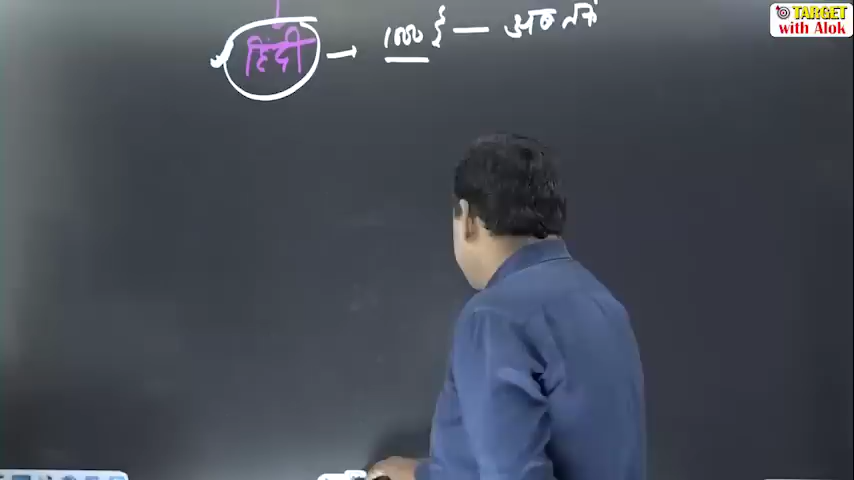 हिंदी → 1000 } — अब तक
TARGET
with Alok